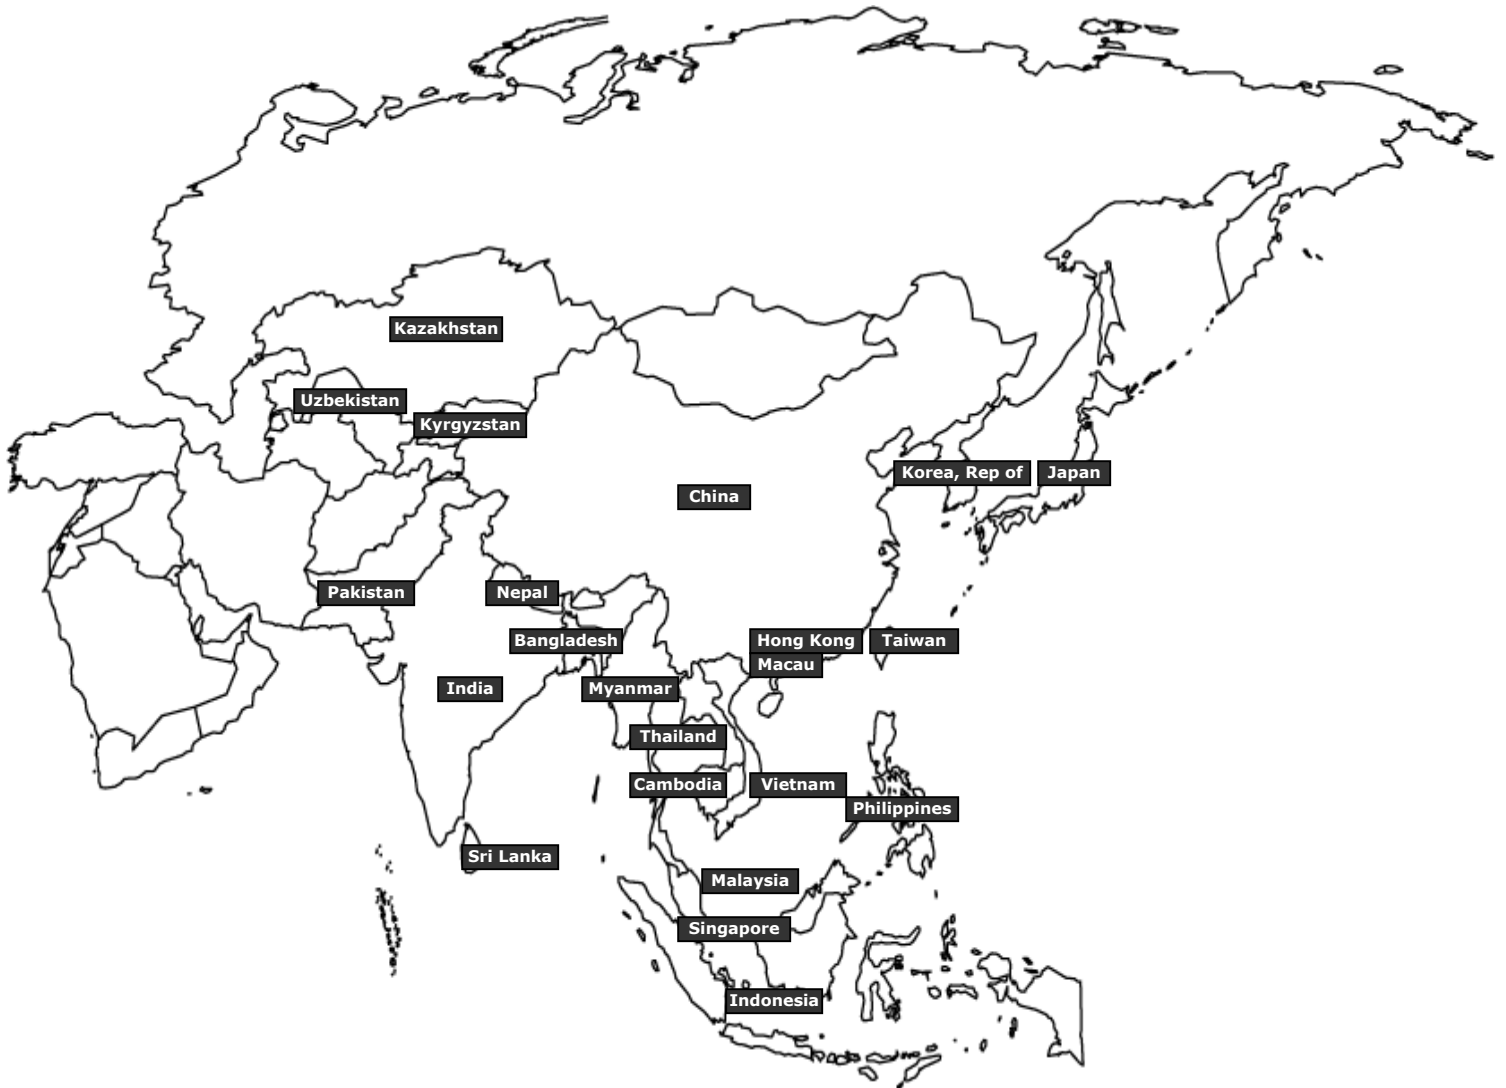 Kazakhstan
Uzbekistan
Kyrgyzstan
Korea, Rep of
Japan
China
Pakistan
Nepal
Bangladesh
Hong Kong
Taiwan
Macau
India
Myanmar
Thailand
Cambodia
Vietnam
Philippines
Sri Lanka
Malaysia
Singapore
Indonesia